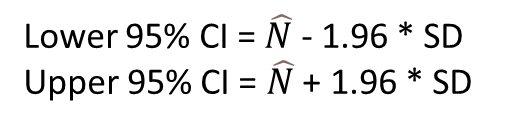 Lower 95% CI = N̂ - 1.96 * SD
Upper 95% CI = N̂ + 1.96 * SD